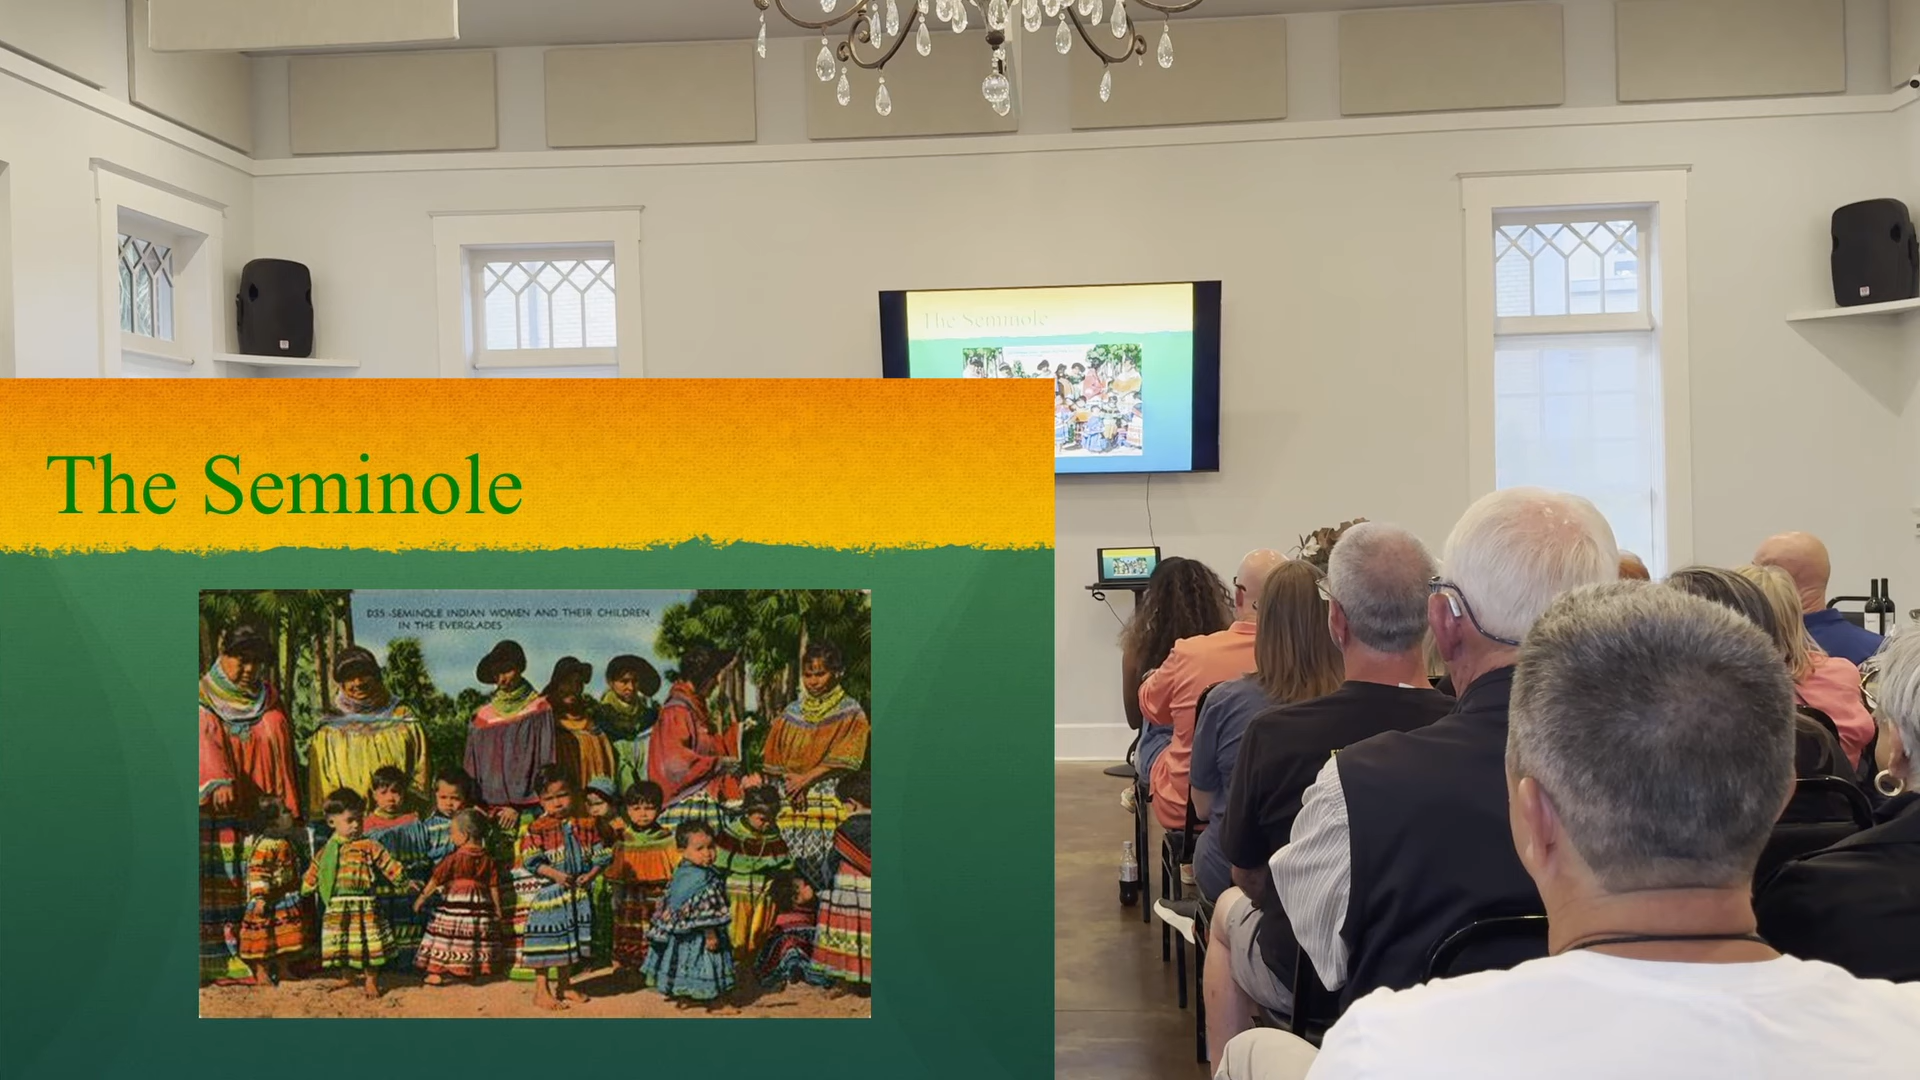 The Seminole
The Seminole
D35 - SEMINOLE INDIAN WOMEN AND THEIR CHILDREN
IN THE EVERGLADES